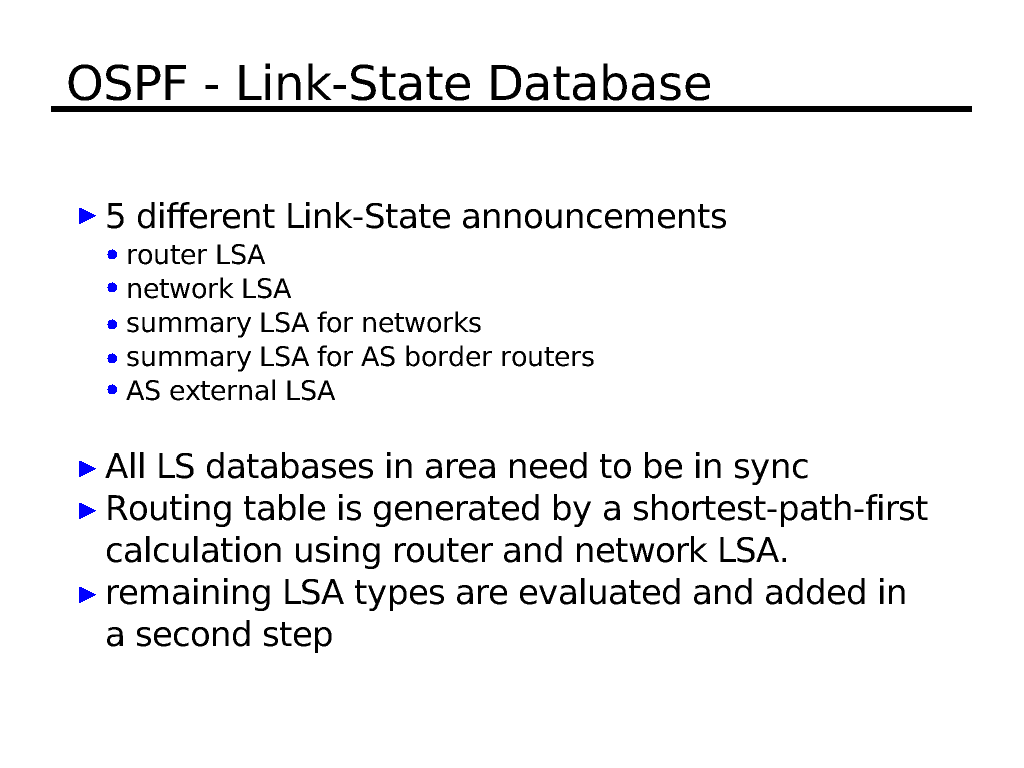 OSPF - Link-State Database
► 5 different Link-State announcements
• router LSA
• network LSA
• summary LSA for networks
• summary LSA for AS border routers
• AS external LSA
► All LS databases in area need to be in sync
► Routing table is generated by a shortest-path-first
calculation using router and network LSA.
► remaining LSA types are evaluated and added in
a second step